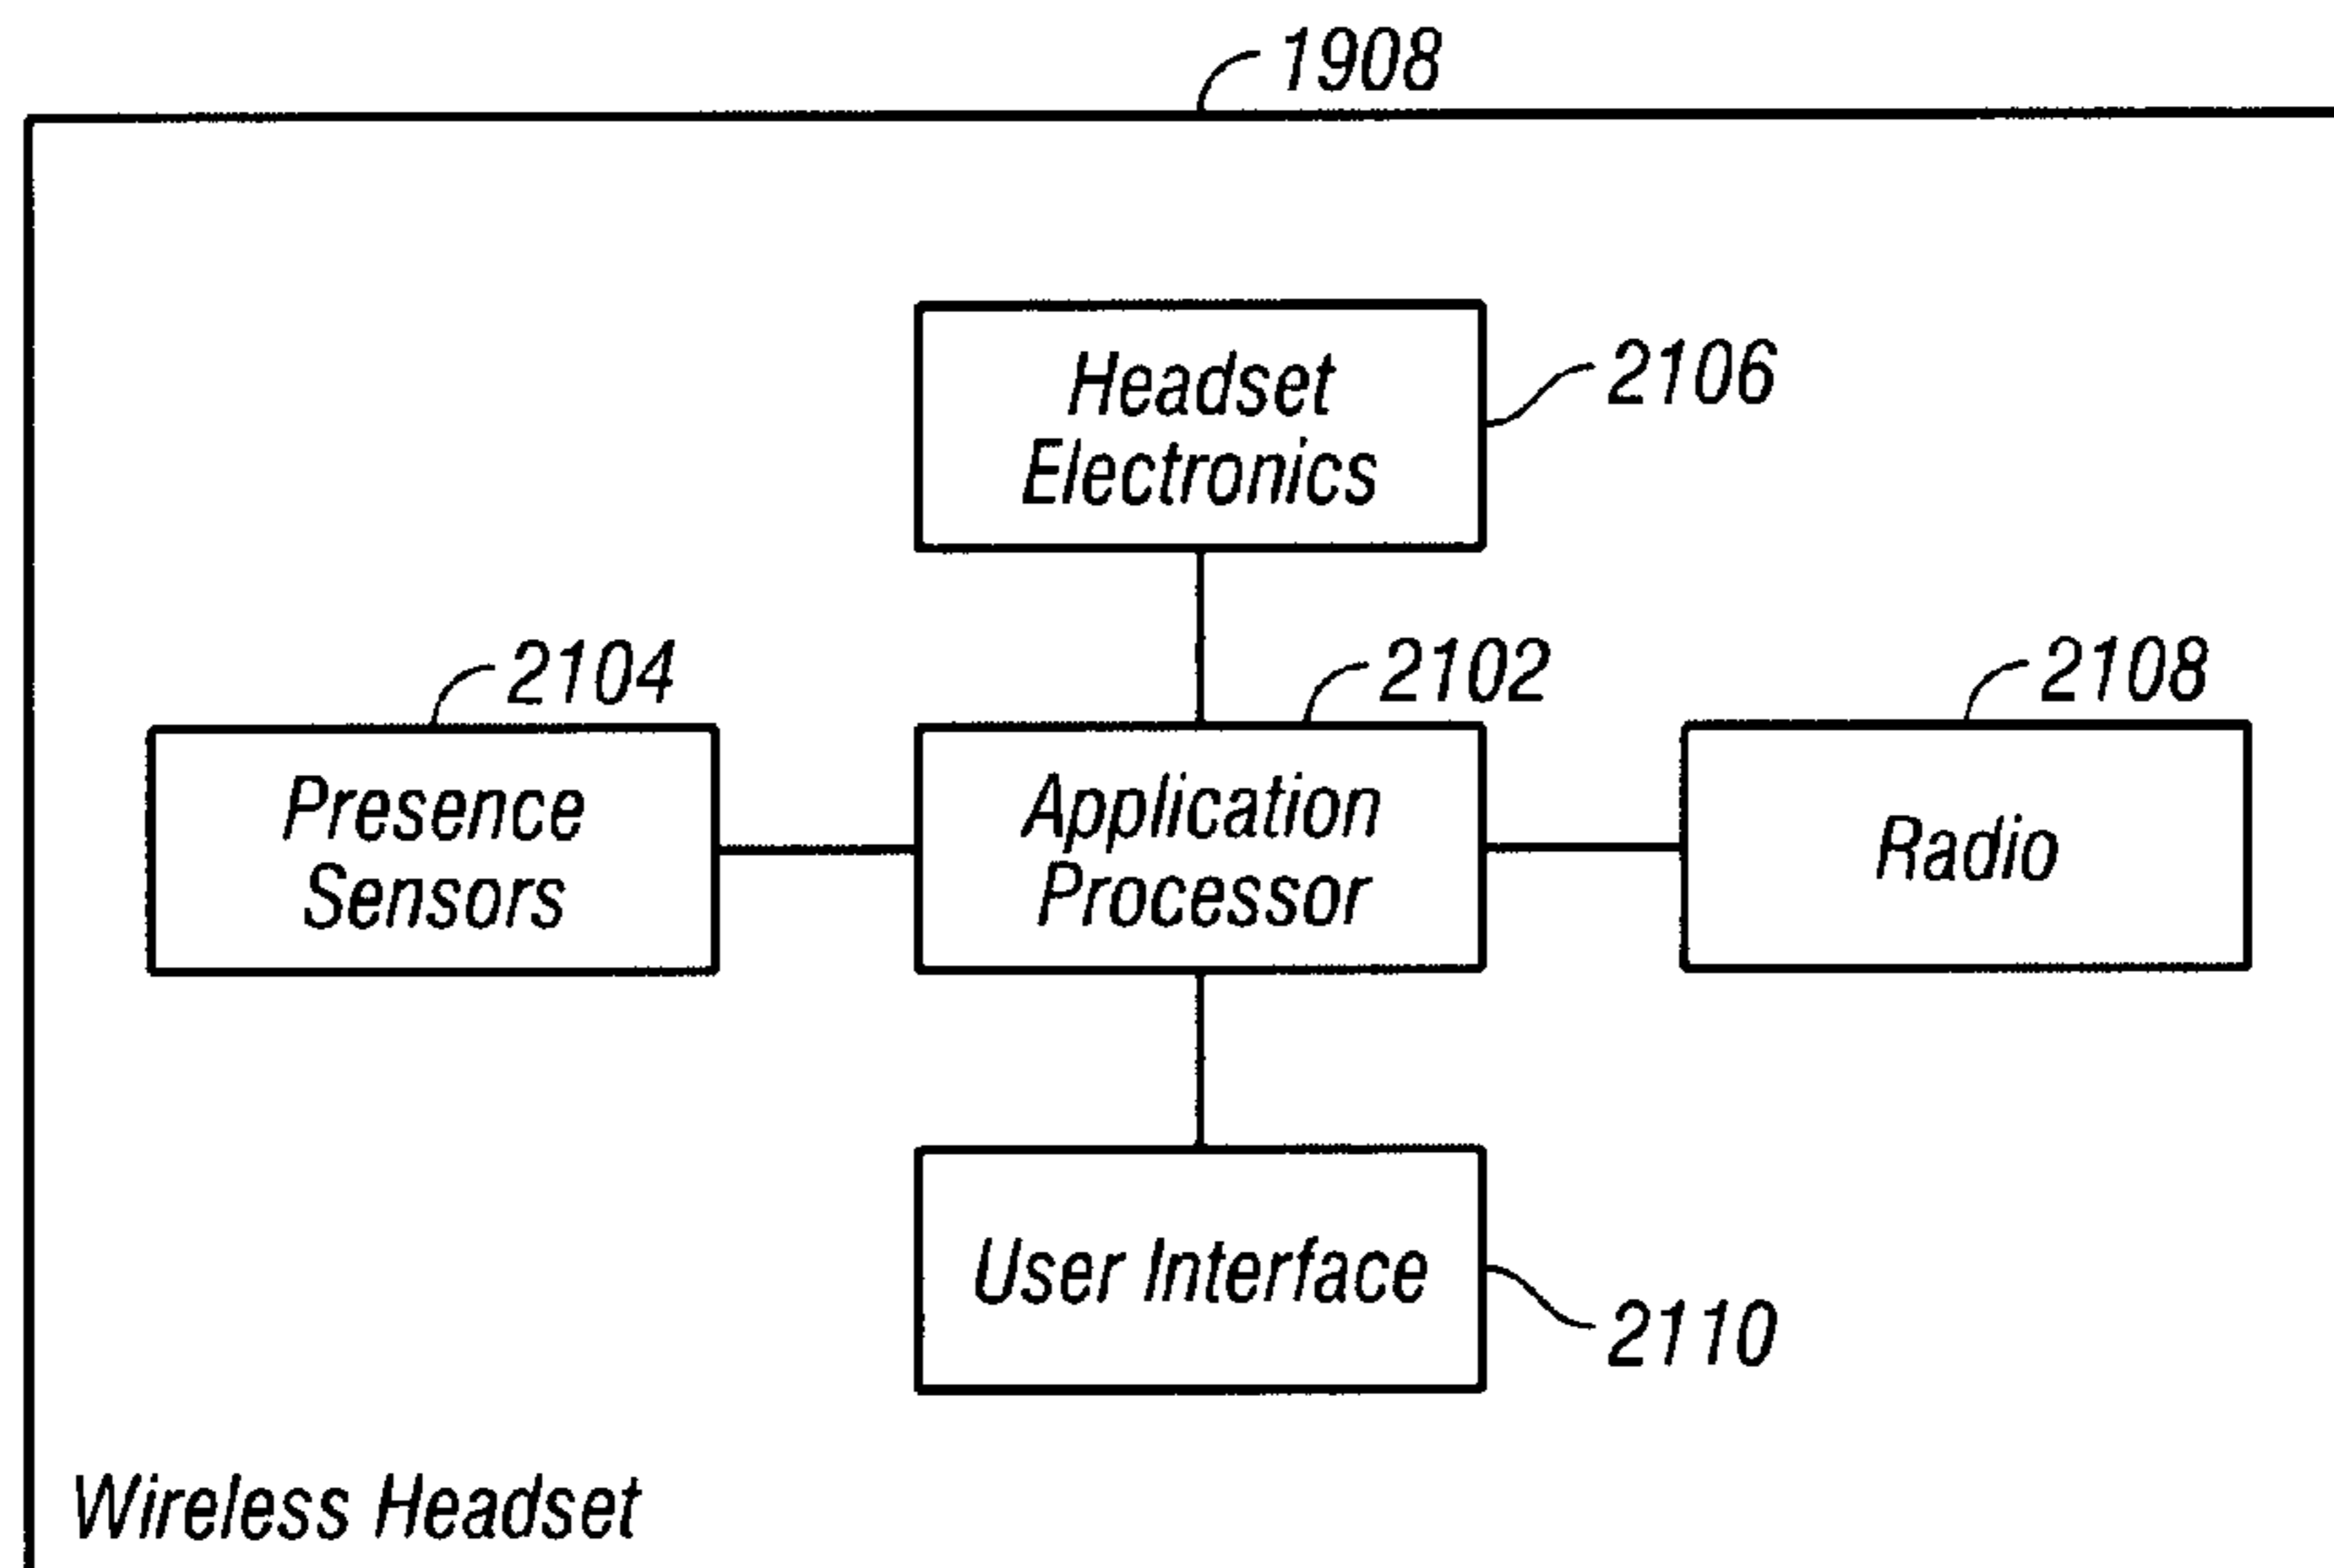 1908
Headset
Electronics
2106
2104
2102
2108
Presence
Sensors
Application
Processor
Radio
User Interface
2110
Wireless Headset